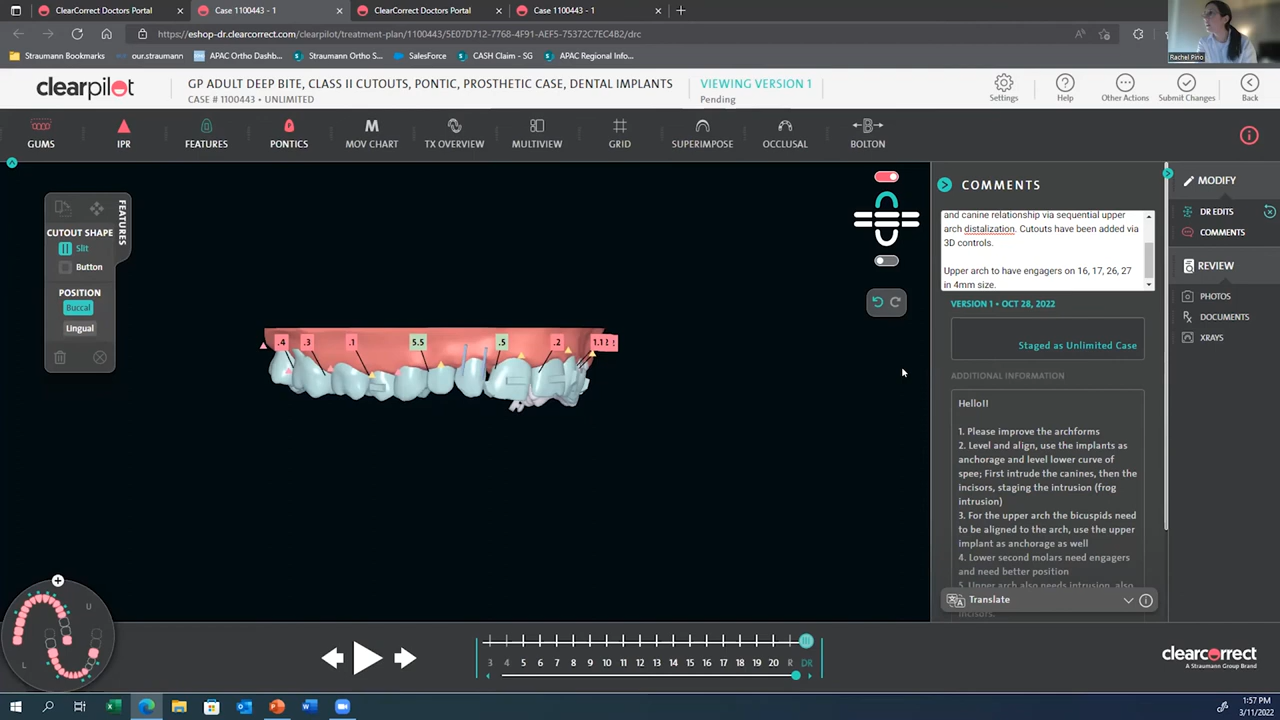 ClearCorrect Doctors Portal
Case 1100443 - 1
ClearCorrect Doctors Portal
Case 1100443 - 1
https://eshop-dr.clearcorrect.com/clearpilot/treatment-plan/1100443/5E07D712-7768-4F91-AEF5-75372C7EC4B2/drc
Straumann Bookmarks
our.straumann
APAC Ortho Dashb...
Straumann Ortho S...
SalesForce
CASH Claim - SG
APAC Regional Info...
Rachel Pino
clearpilot
GP ADULT DEEP BITE, CLASS II CUTOUTS, PONTIC, PROSTHETIC CASE, DENTAL IMPLANTS
CASE # 1100443 • UNLIMITED
VIEWING VERSION 1
Pending
Settings
Help
Other Actions
Submit Changes
Back
GUMS
IPR
FEATURES
PONTICS
M
MOV CHART
TX OVERVIEW
MULTIVIEW
GRID
SUPERIMPOSE
OCCLUSAL
B
BOLTON
FEATURES
CUTOUT SHAPE
Slit
Button
POSITION
Buccal
Lingual
.4
.3
.1
5.5
.5
.2
1.1
COMMENTS
and canine relationship via sequential upper
arch distalization. Cutouts have been added via
3D controls.
Upper arch to have engagers on 16, 17, 26, 27
in 4mm size.
VERSION 1 • OCT 28, 2022
Staged as Unlimited Case
ADDITIONAL INFORMATION
Hello!!
1. Please improve the archforms
2. Level and align, use the implants as
anchorage and level lower curve of
spee; First intrude the canines, then the
incisors, staging the intrusion (frog
intrusion)
3. For the upper arch the bicuspids need
to be aligned to the arch, use the upper
implant as anchorage as well
4. Lower second molars need engagers
and need better position
5. Upper arch also needs intrusion, also
incisors.
Translate
MODIFY
DR EDITS
COMMENTS
REVIEW
PHOTOS
DOCUMENTS
XRAYS
U
L
3 4 5 6 7 8 9 10 11 12 13 14 15 16 17 18 19 20 R DR
clearcorrect
A Straumann Group Brand
1:57 PM
3/11/2022